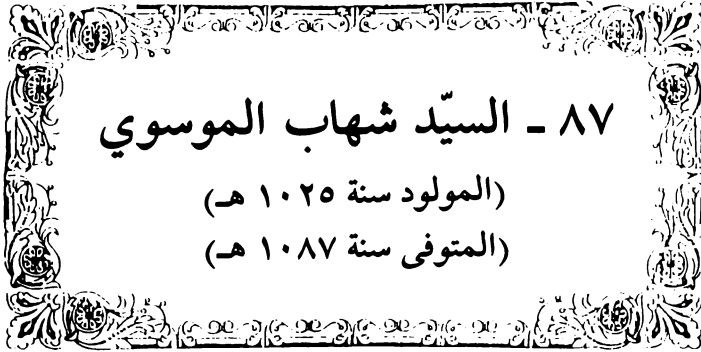 ٨٧ ـ السيّد شهاب الموسوي
(المولود سنة ١٠٢٥ هـ)
(المتوفى سنة ١٠٨٧ هـ)